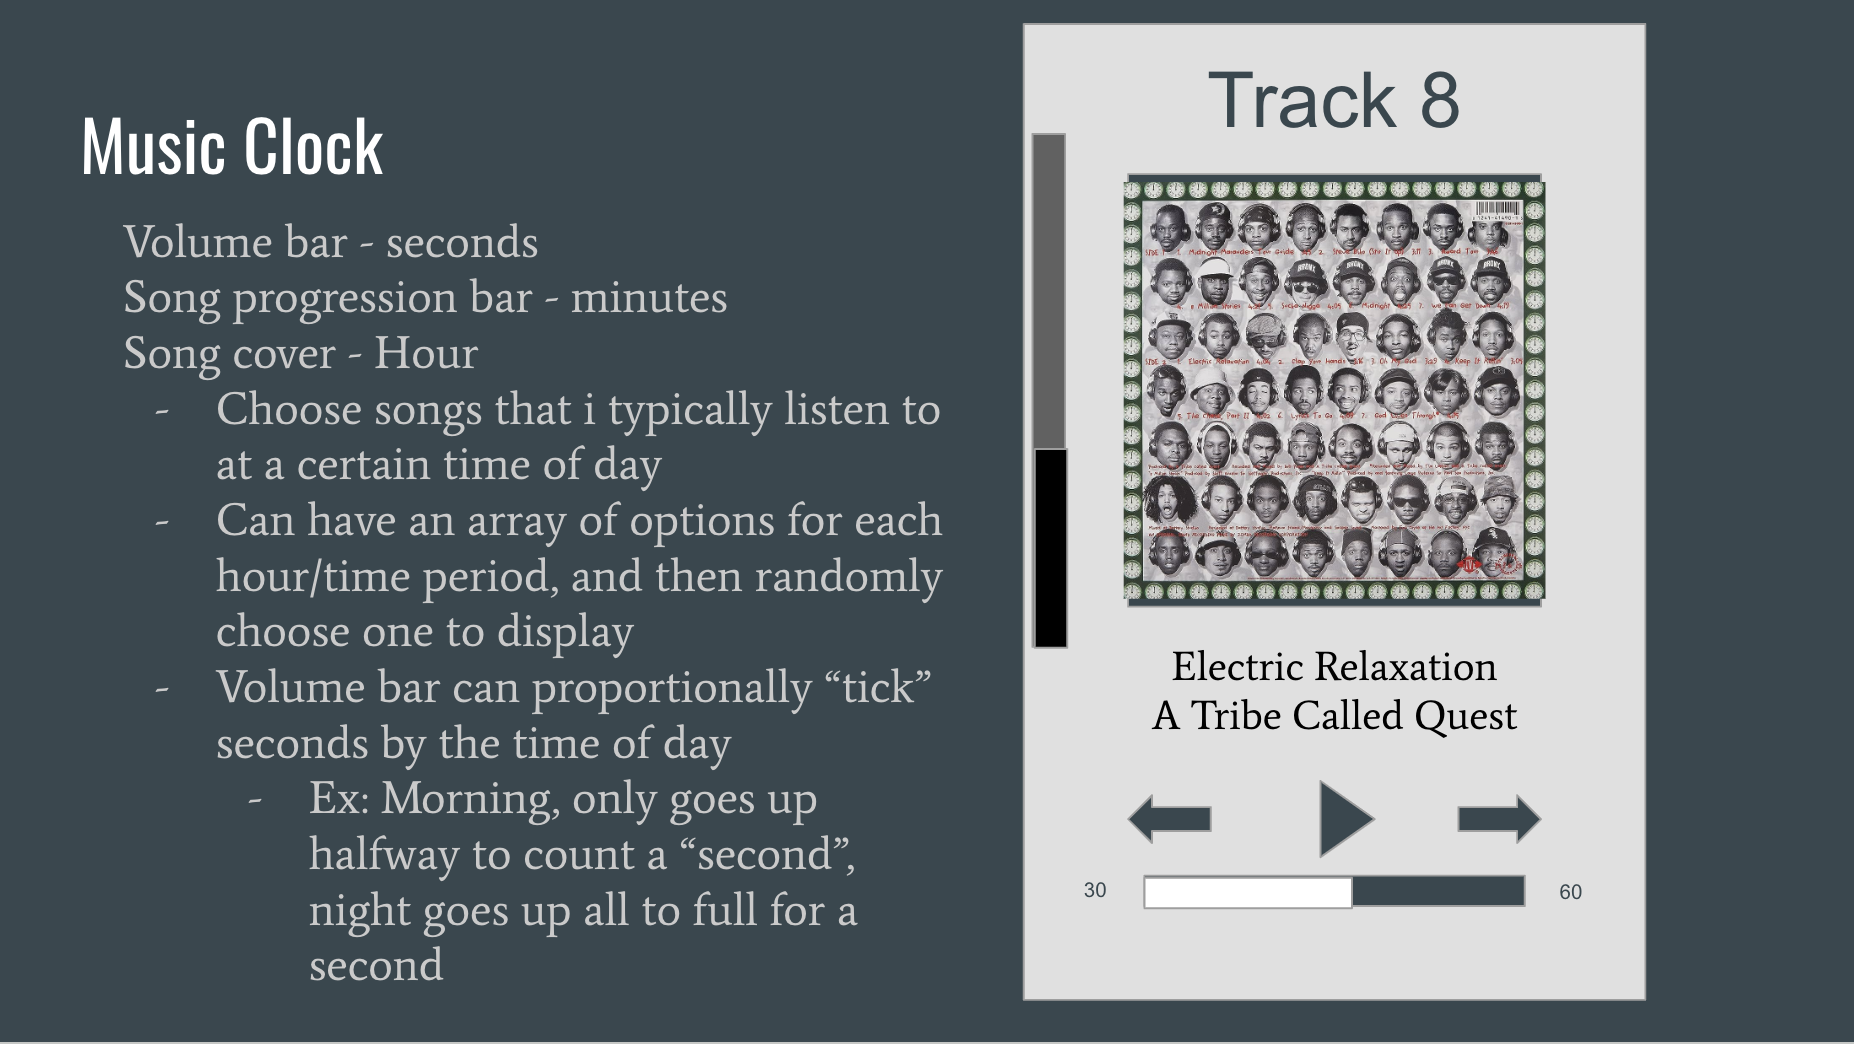 Music Clock
Volume bar - seconds
Song progression bar - minutes
Song cover - Hour
- Choose songs that i typically listen to
at a certain time of day
- Can have an array of options for each
hour/time period, and then randomly
choose one to display
- Volume bar can proportionally “tick”
seconds by the time of day
- Ex: Morning, only goes up
halfway to count a “second”,
night goes up all to full for a
second
Track 8
Electric Relaxation
A Tribe Called Quest
30
60